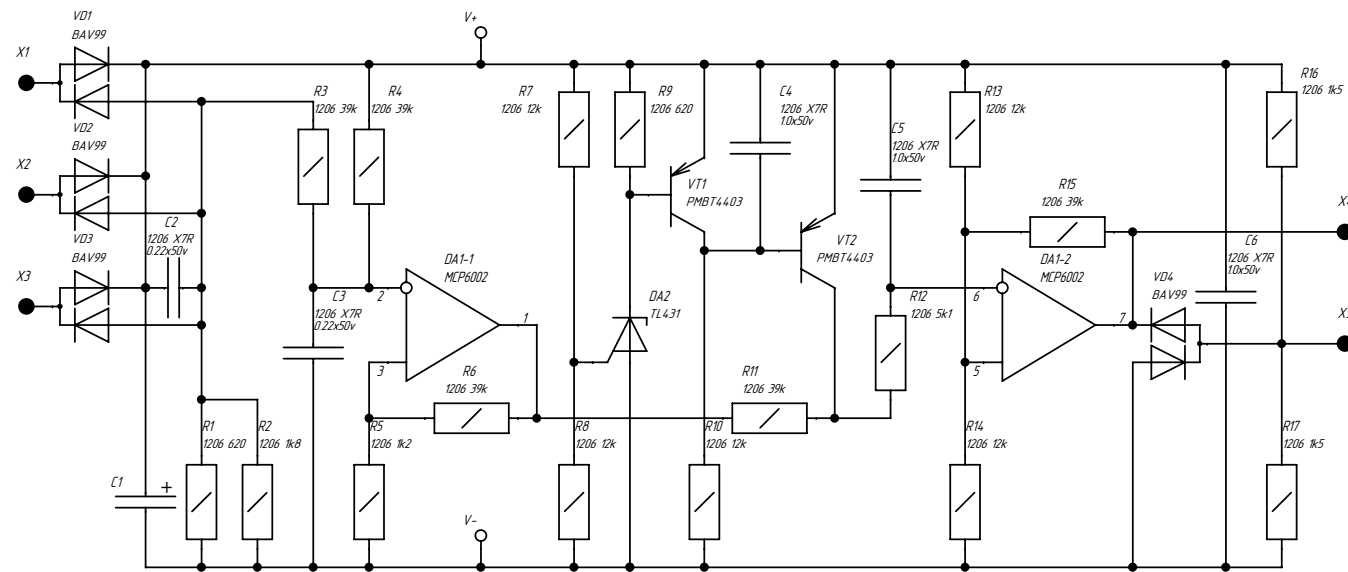 VD1
BAV99
X1
VD2
BAV99
X2
VD3
BAV99
X3
C2
1206 X7R
0.22x50v
C1
+
R1
1206 620
R2
1206 1k8
R3
1206 39k
R4
1206 39k
C3
1206 X7R
0.22x50v
V+
DA1-1
MCP6002
2
3
1
R5
1206 1k2
R6
1206 39k
V-
R7
1206 12k
R8
1206 12k
R9
1206 620
DA2
TL431
VT1
PMBT4403
R10
1206 12k
C4
1206 X7R
1.0x50v
R11
1206 39k
VT2
PMBT4403
C5
1206 X7R
1.0x50v
R12
1206 5k1
R13
1206 12k
R14
1206 12k
DA1-2
MCP6002
6
5
7
R15
1206 39k
VD4
BAV99
C6
1206 X7R
1.0x50v
R16
1206 1k5
R17
1206 1k5